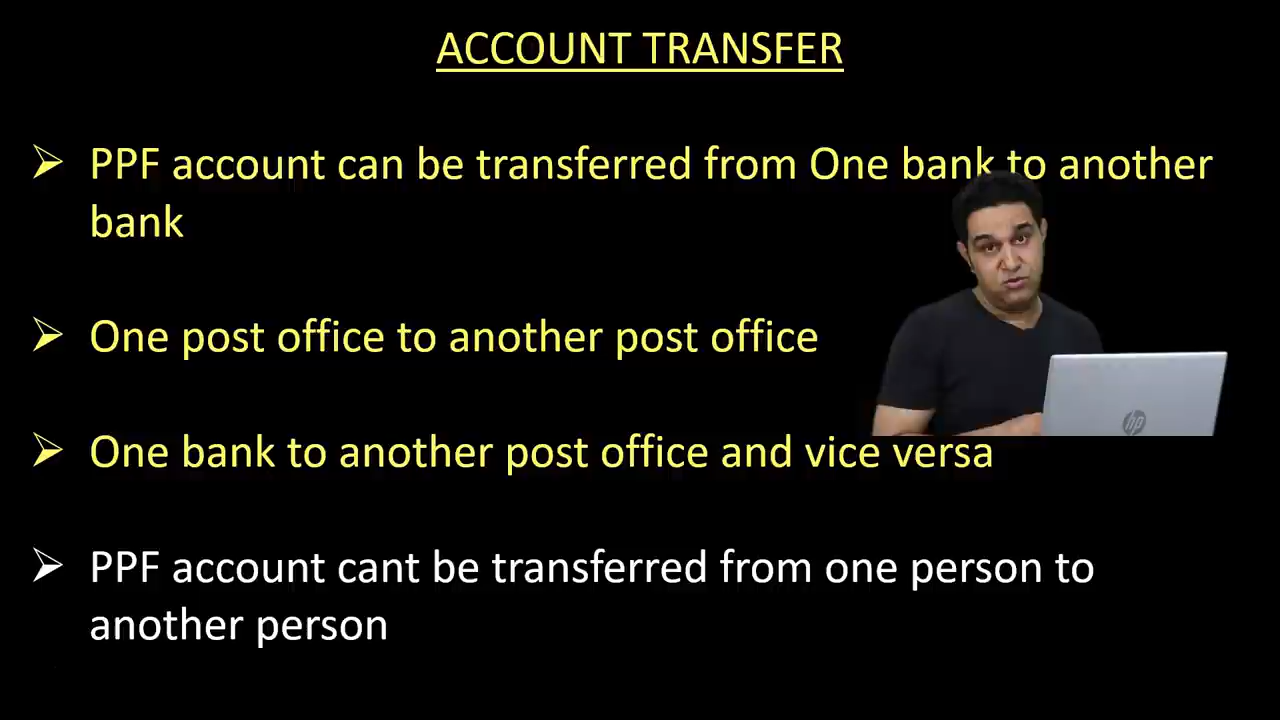 ACCOUNT TRANSFER
➢ PPF account can be transferred from One bank to another
bank
➢ One post office to another post office
➢ One bank to another post office and vice versa
➢ PPF account cant be transferred from one person to
another person
hp